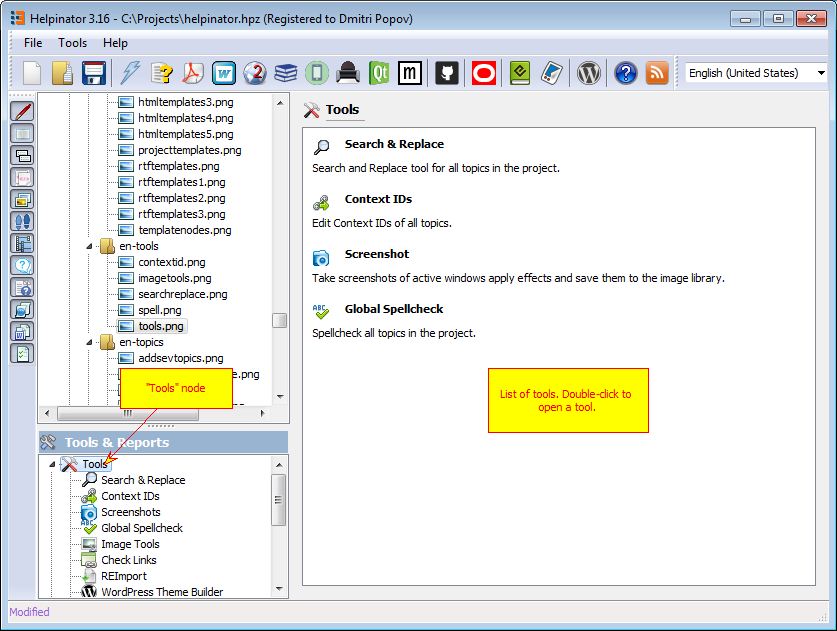 Helpinator 3.16 - C:\Projects\helpinator.hpz (Registered to Dmitri Popov)
File Tools Help
W
2
Qt
m
English (United States)
htmltemplates3.png
htmltemplates4.png
htmltemplates5.png
projecttemplates.png
rtftemplates.png
rtftemplates1.png
rtftemplates2.png
rtftemplates3.png
templatenodes.png
en-tools
contextid.png
imagetools.png
searchreplace.png
spell.png
tools.png
en-topics
addsevtopics.png
e.png
"Tools" node
Tools & Reports
Tools
Search & Replace
Context IDs
Screenshots
Global Spellcheck
Image Tools
Check Links
REImport
WordPress Theme Builder
Tools
Search & Replace
Search and Replace tool for all topics in the project.
Context IDs
Edit Context IDs of all topics.
Screenshot
Take screenshots of active windows apply effects and save them to the image library.
ABC
Global Spellcheck
Spellcheck all topics in the project.
List of tools. Double-click to
open a tool.
Modified